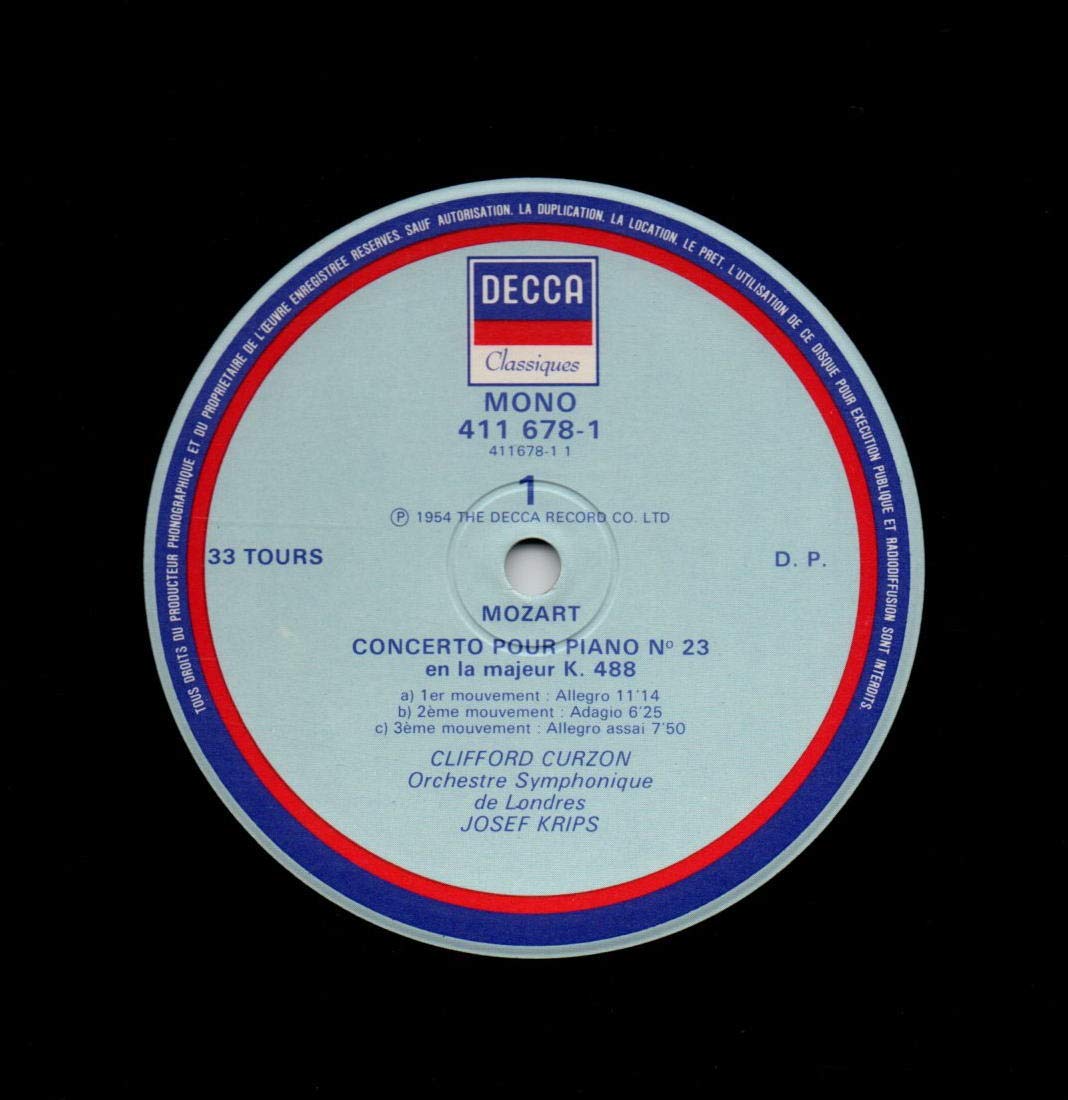 TOUS DROITS DU PRODUCTEUR PHONOGRAPHIQUE ET DU PROPRIETAIRE DE L'ŒUVRE ENREGISTREE RESERVES. SAUF AUTORISATION, LA DUPLICATION, LA LOCATION, LE PRET, L'UTILISATION DE CE DISQUE POUR EXECUTION PUBLIQUE ET RADIODIFFUSION SONT INTERDITS.
DECCA
Classiques
MONO
411 678-1
411678-1 1
1
℗ 1954 THE DECCA RECORD CO. LTD
33 TOURS
D. P.
MOZART
CONCERTO POUR PIANO Nº 23
en la majeur K. 488
a) 1er mouvement : Allegro 11'14
b) 2ème mouvement : Adagio 6'25
c) 3ème mouvement : Allegro assai 7'50
CLIFFORD CURZON
Orchestre Symphonique
de Londres
JOSEF KRIPS